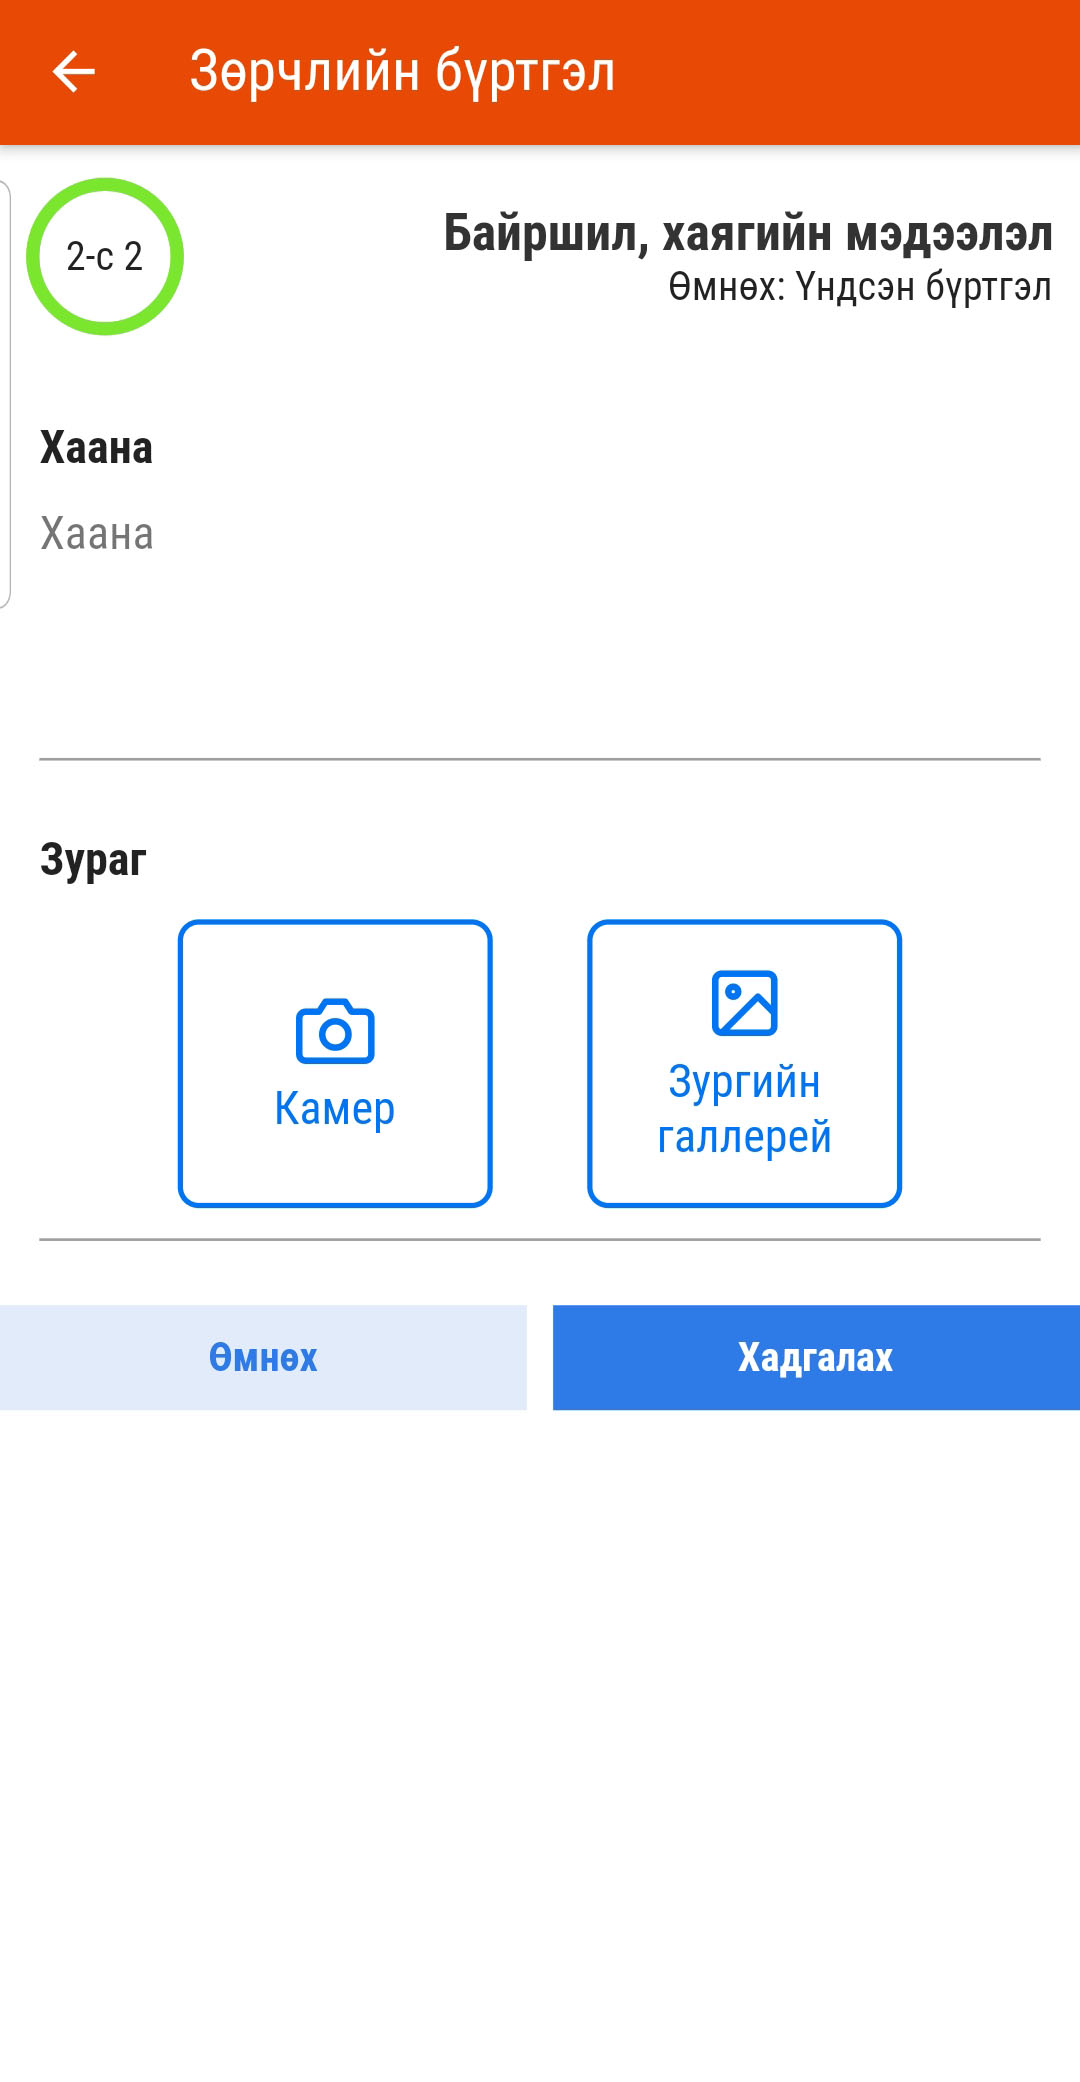 Зөрчлийн бүртгэл
2-с 2
Байршил, хаягийн мэдээлэл
Өмнөх: Үндсэн бүртгэл
Хаана
Хаана
Зураг
Камер
Зургийн
галлерей
Өмнөх
Хадгалах